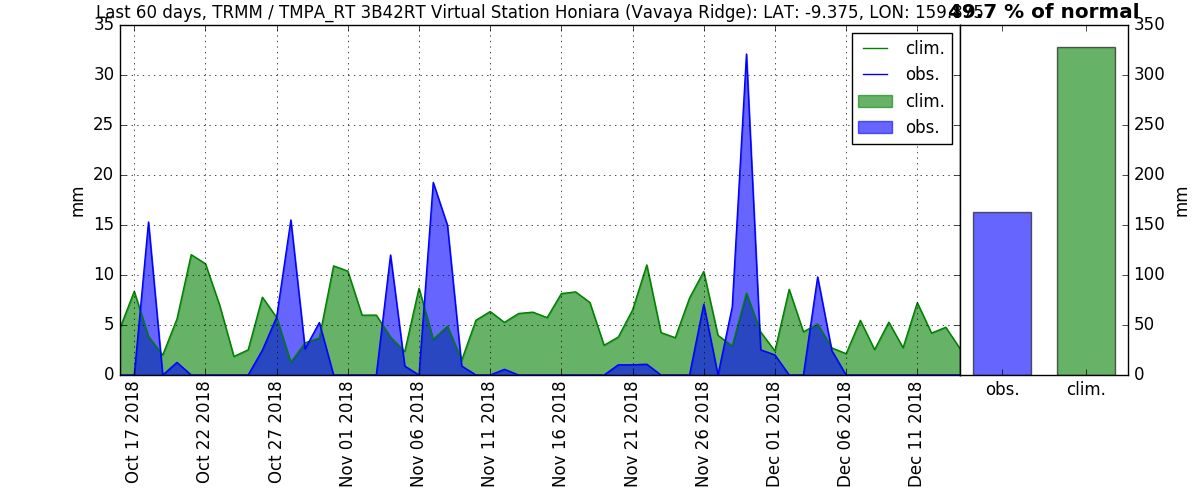 Last 60 days, TRMM / TMPA_RT 3B42RT Virtual Station Honiara (Vavaya Ridge): LAT: -9.375, LON:
49.7 % of normal
35
30
25
20
15
10
5
0
mm
clim.
obs.
clim.
obs.
350
300
250
200
150
100
50
0
mm
obs.
clim.
Oct 17 2018
Oct 22 2018
Oct 27 2018
Nov 01 2018
Nov 06 2018
Nov 11 2018
Nov 16 2018
Nov 21 2018
Nov 26 2018
Dec 01 2018
Dec 06 2018
Dec 11 2018